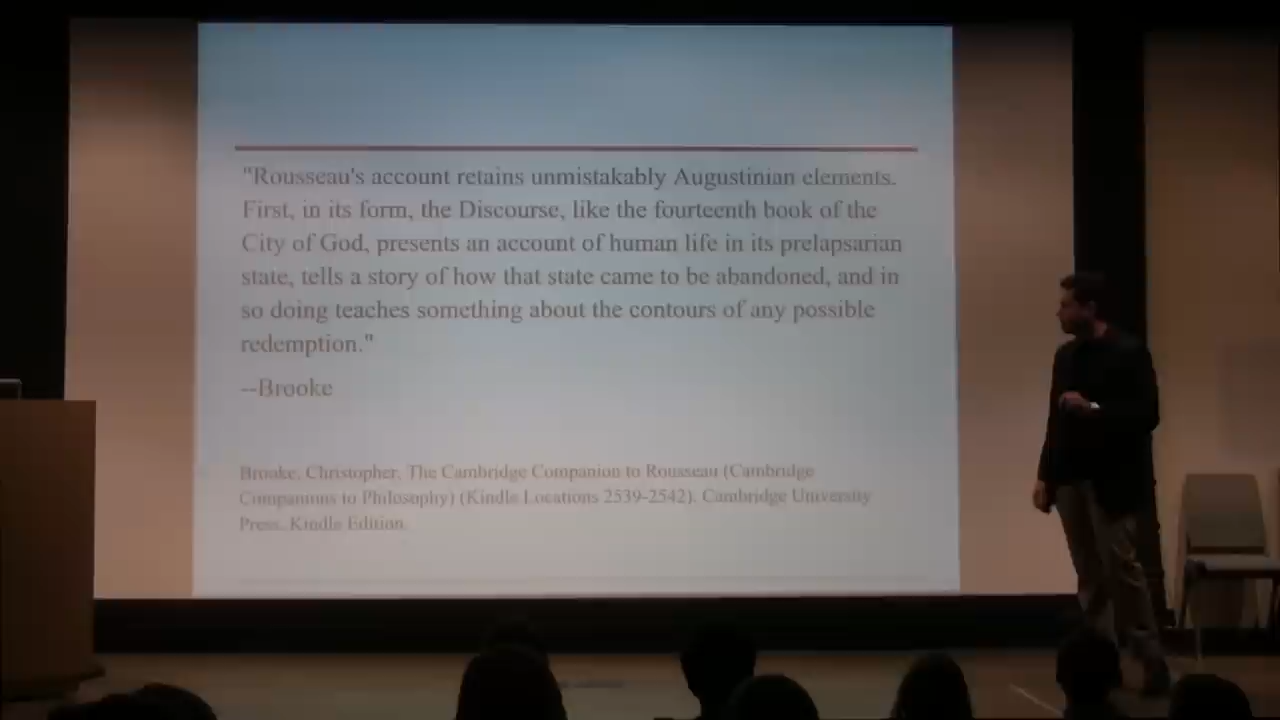 "Rousseau's account retains unmistakably Augustinian elements.
First, in its form, the Discourse, like the fourteenth book of the
City of God, presents an account of human life in its prelapsarian
state, tells a story of how that state came to be abandoned, and in
so doing teaches something about the contours of any possible
redemption."
--Brooke
Brooke, Christopher. The Cambridge Companion to Rousseau (Cambridge
Companions to Philosophy) (Kindle Locations 2539-2542). Cambridge University
Press. Kindle Edition.